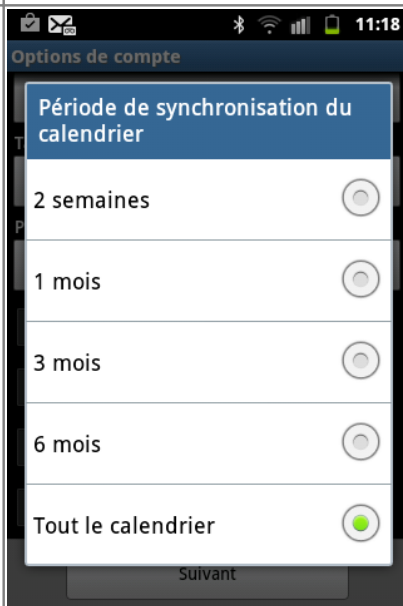 11:18
Options de compte
Période de synchronisation du
calendrier
2 semaines
1 mois
3 mois
6 mois
Tout le calendrier
Suivant